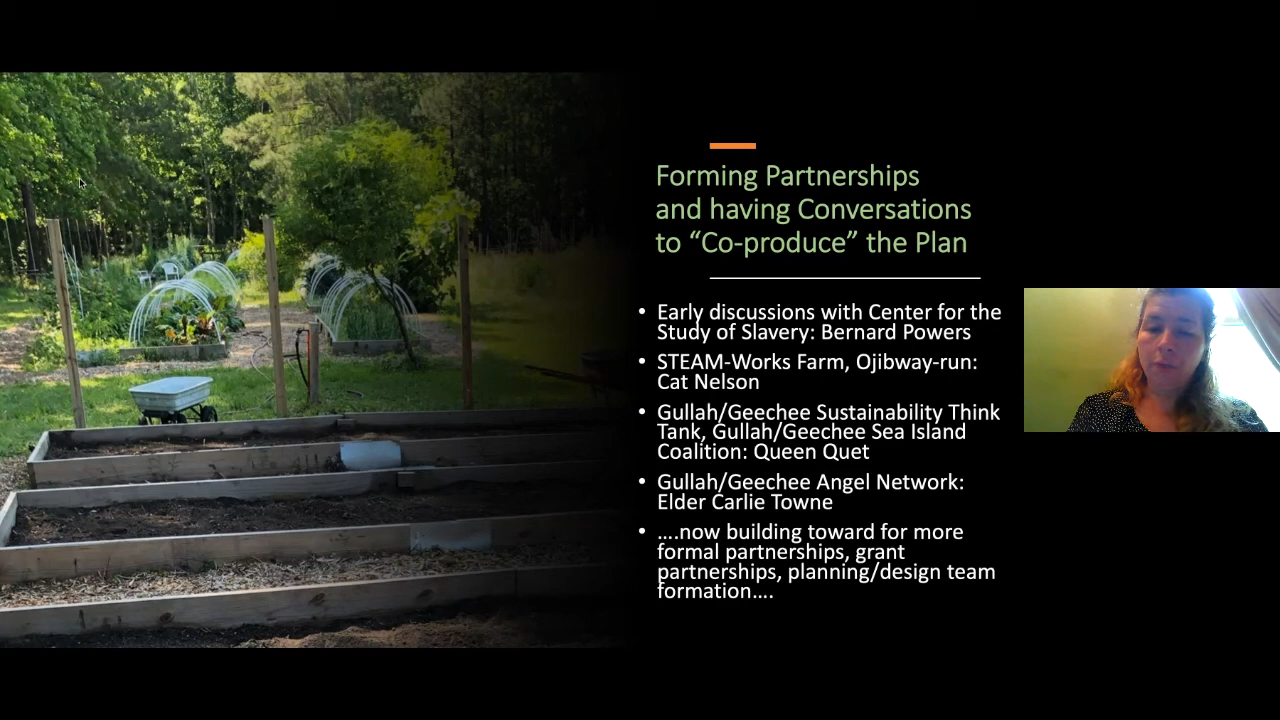 Forming Partnerships
and having Conversations
to “Co-produce” the Plan
• Early discussions with Center for the
Study of Slavery: Bernard Powers
• STEAM-Works Farm, Ojibway-run:
Cat Nelson
• Gullah/Geechee Sustainability Think
Tank, Gullah/Geechee Sea Island
Coalition: Queen Quet
• Gullah/Geechee Angel Network:
Elder Carlie Towne
• ….now building toward for more
formal partnerships, grant
partnerships, planning/design team
formation….